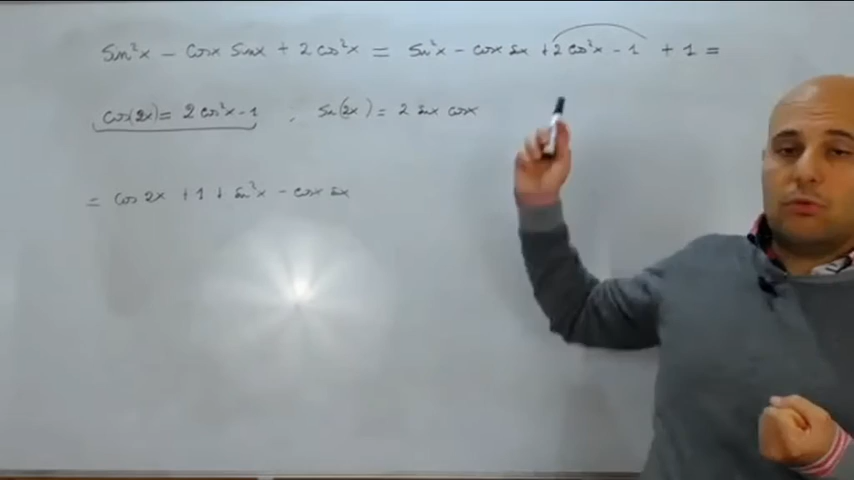 sin²x - cosx sinx + 2 cos²x = sin²x - cosx sinx + 2 cos²x - 1 + 1 =
cos(2x) = 2 cos²x - 1 ; sin(2x) = 2 sinx cosx
= cos 2x + 1 + sin²x - cosx sinx